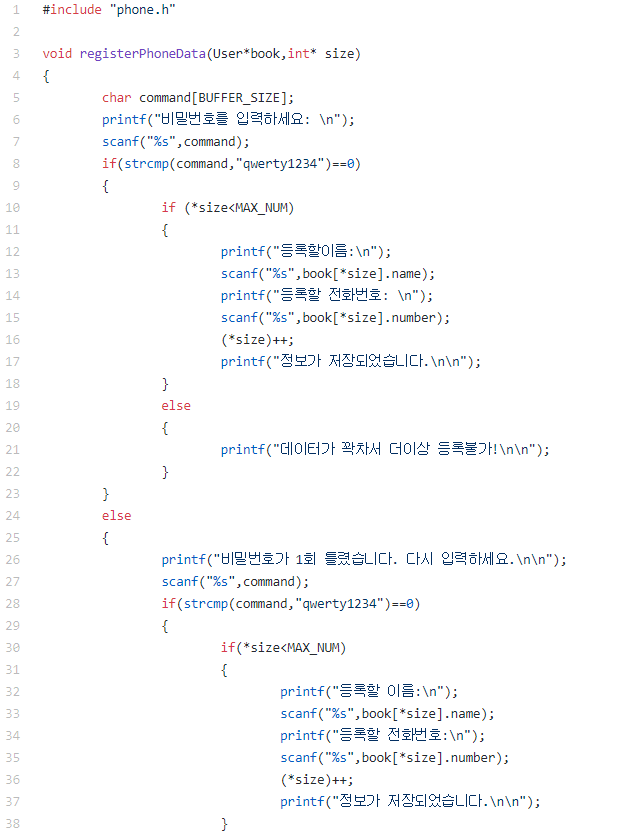 1 #include "phone.h"
2
3 void registerPhoneData(User*book,int* size)
4 {
5 char command[BUFFER_SIZE];
6 printf("비밀번호를 입력하세요: \n");
7 scanf("%s",command);
8 if(strcmp(command,"qwerty1234")==0)
9 {
10 if (*size<MAX_NUM)
11 {
12 printf("등록할이름:\n");
13 scanf("%s",book[*size].name);
14 printf("등록할 전화번호: \n");
15 scanf("%s",book[*size].number);
16 (*size)++;
17 printf("정보가 저장되었습니다.\n\n");
18 }
19 else
20 {
21 printf("데이터가 꽉차서 더이상 등록불가!\n\n");
22 }
23 }
24 else
25 {
26 printf("비밀번호가 1회 틀렸습니다. 다시 입력하세요.\n\n");
27 scanf("%s",command);
28 if(strcmp(command,"qwerty1234")==0)
29 {
30 if(*size<MAX_NUM)
31 {
32 printf("등록할 이름:\n");
33 scanf("%s",book[*size].name);
34 printf("등록할 전화번호:\n");
35 scanf("%s",book[*size].number);
36 (*size)++;
37 printf("정보가 저장되었습니다.\n\n");
38 }